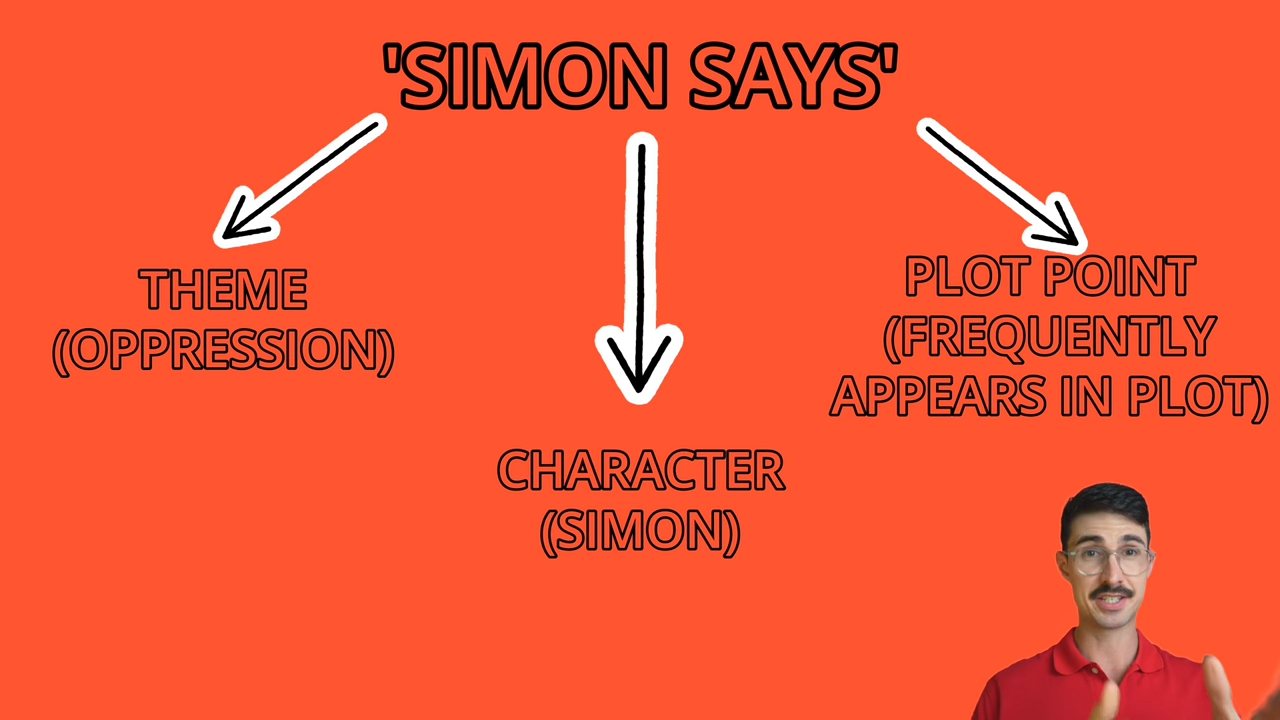 'SIMON SAYS'
THEME
(OPPRESSION)
CHARACTER
(SIMON)
PLOT POINT
(FREQUENTLY
APPEARS IN PLOT)